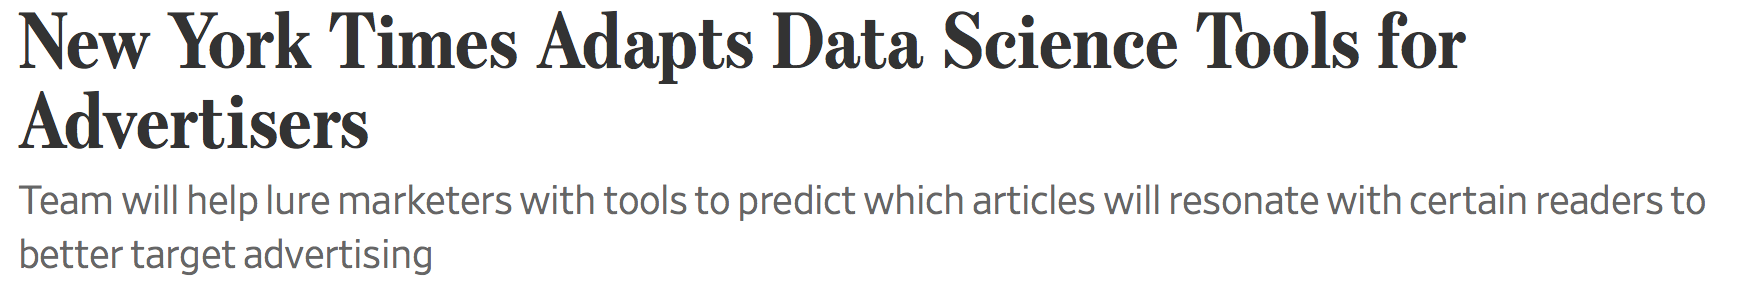 New York Times Adapts Data Science Tools for
Advertisers
Team will help lure marketers with tools to predict which articles will resonate with certain readers to
better target advertising